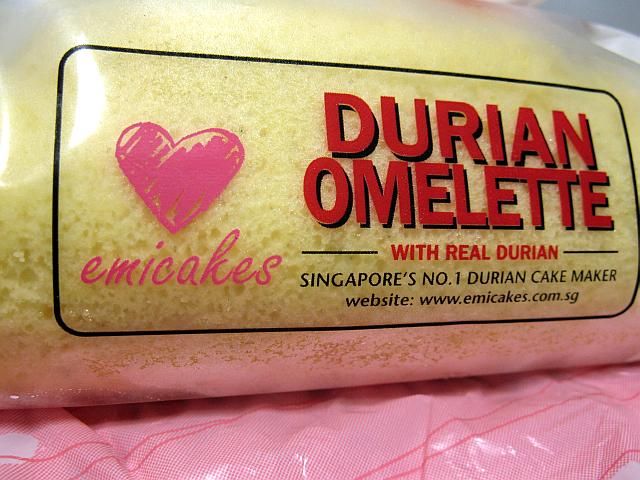 emicakes
DURIAN
OMELETTE
WITH REAL DURIAN
SINGAPORE'S NO.1 DURIAN CAKE MAKER
website: www.emicakes.com.sg